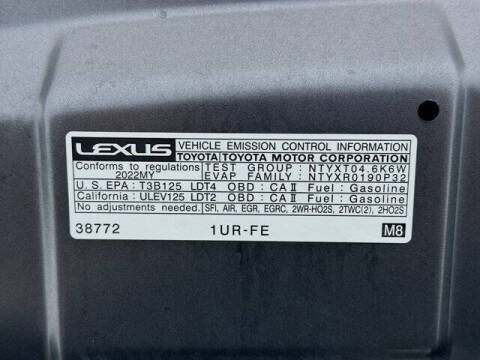 LEXUS VEHICLE EMISSION CONTROL INFORMATION
TOYOTA TOYOTA MOTOR CORPORATION
Conforms to regulations TEST GROUP : NTYXT04.6K6W
2022MY EVAP FAMILY : NTYXR0190P32
U. S. EPA : T3B125 LDT4 OBD : CA II Fuel : Gasoline
California : ULEV125 LDT2 OBD : CA II Fuel : Gasoline
No adjustments needed. SFI, AIR, EGR, EGRC, 2WR-HO2S, 2TWC(2), 2HO2S
38772 1UR-FE M8